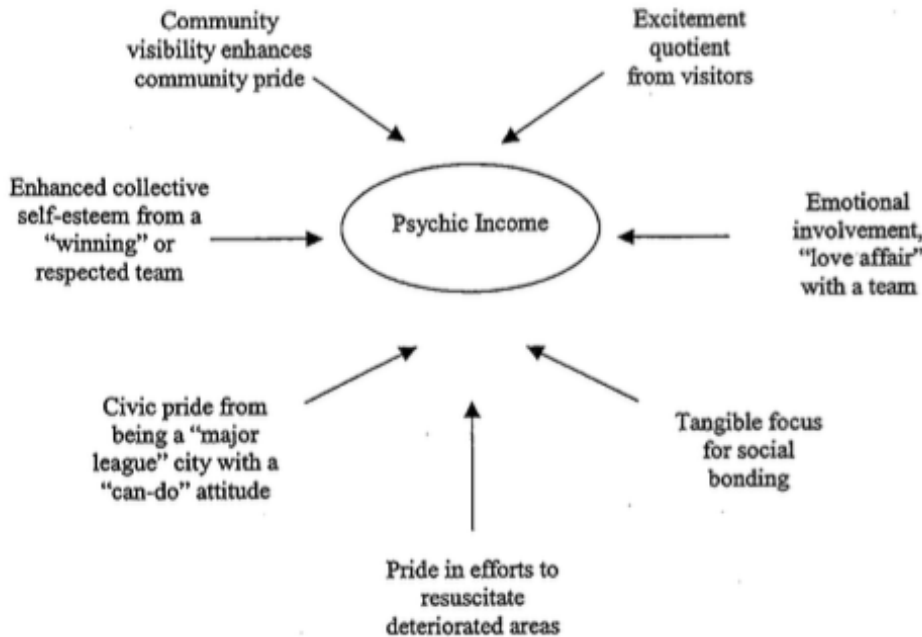 Community
visibility enhances
community pride
Excitement
quotient
from visitors
Enhanced collective
self-esteem from a
“winning” or
respected team
Psychic Income
Emotional
involvement,
“love affair”
with a team
Civic pride from
being a “major
league” city with a
“can-do” attitude
Tangible focus
for social
bonding
Pride in efforts to
resuscitate
deteriorated areas